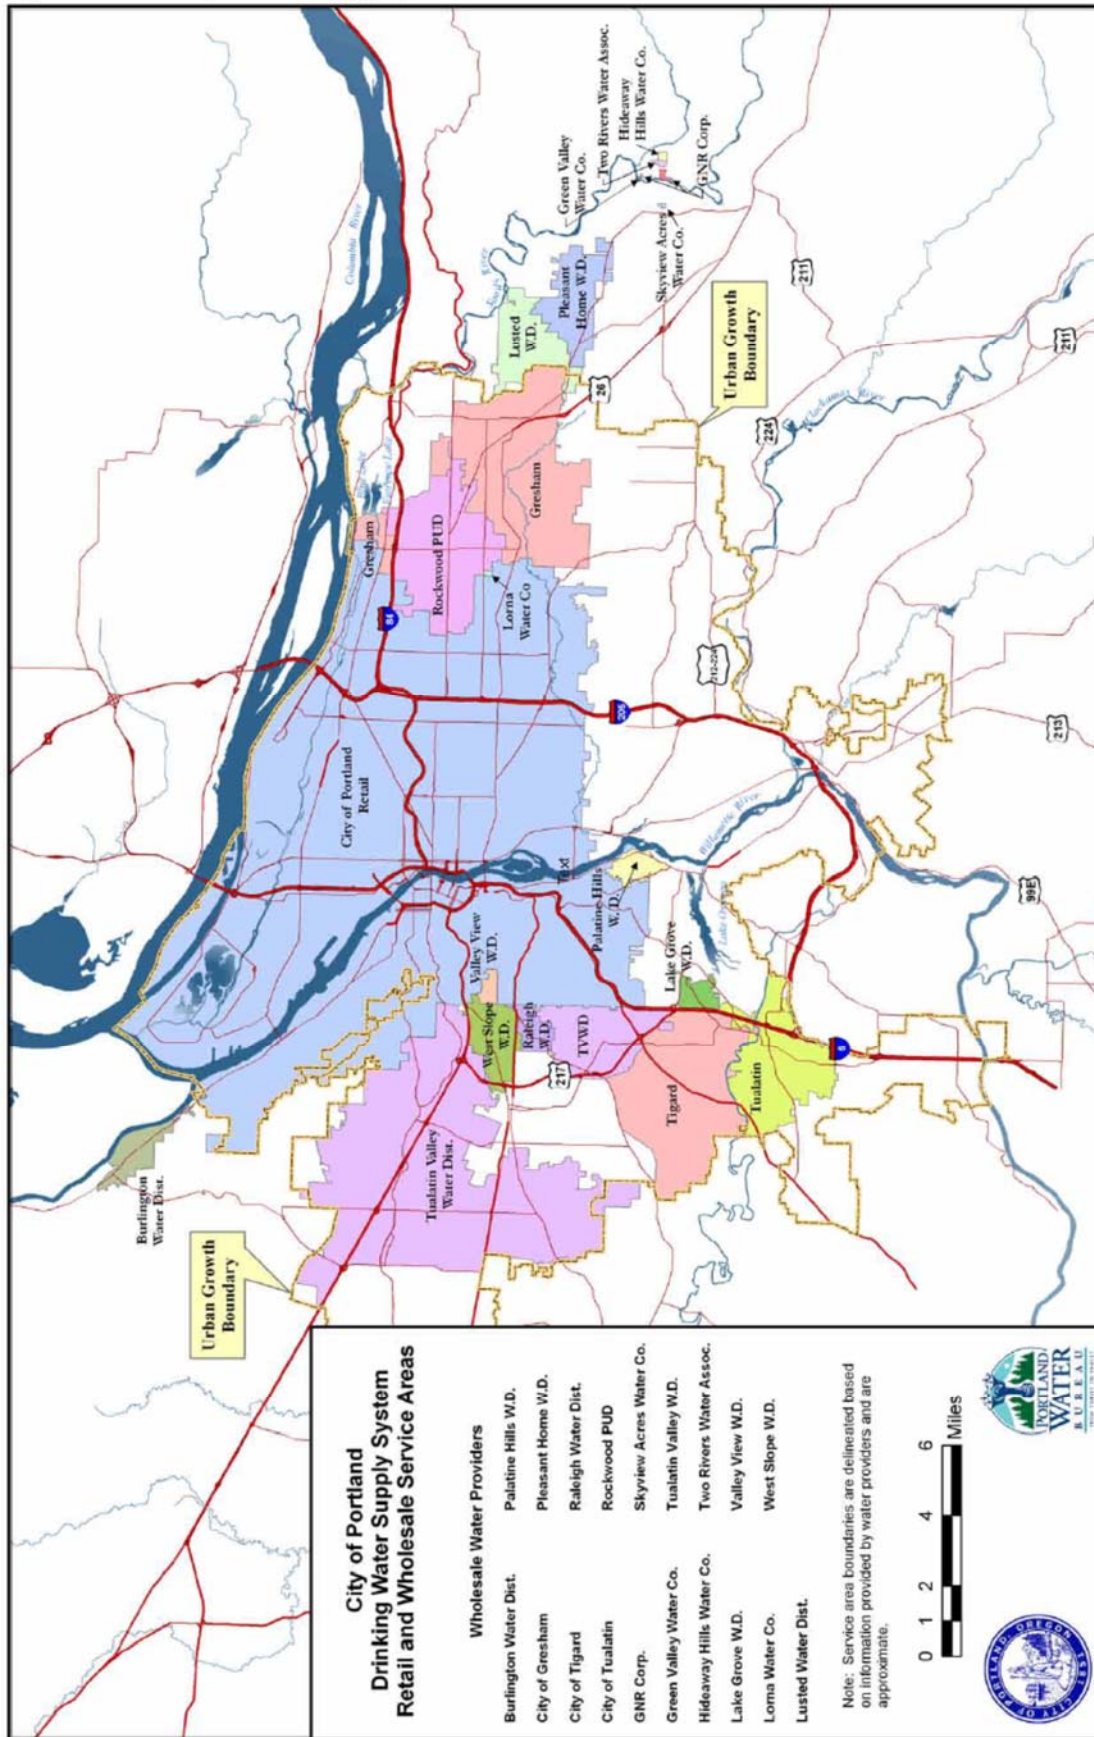 City of Portland
Drinking Water Supply System
Retail and Wholesale Service Areas
Wholesale Water Providers
Burlington Water Dist.
City of Gresham
City of Tigard
City of Tualatin
GNR Corp.
Green Valley Water Co.
Hideaway Hills Water Co.
Lake Grove W.D.
Lorna Water Co.
Lusted Water Dist.
Palatine Hills W.D.
Pleasant Home W.D.
Raleigh Water Dist.
Rockwood PUD
Skyview Acres Water Co.
Tualatin Valley W.D.
Two Rivers Water Assoc.
Valley View W.D.
West Slope W.D.
Note: Service area boundaries are delineated based
on information provided by water providers and are
approximate.
0 1 2 4 6
Miles
CITY OF PORTLAND, OREGON, 1851
PORTLAND
WATER
BUREAU
Urban Growth
Boundary
Burlington
Water Dist.
Tualatin Valley
Water Dist.
West Slope
W.D.
Valley View
W.D.
Raleigh
W.D.
TVWD
217
Tigard
Tualatin
5
Lake Grove
W.D.
Palatine Hills
W. D.
Text
City of Portland
Retail
Willamette River
99E
213
205
212-224
84
Gresham
Rockwood PUD
Lorna
Water Co
Gresham
26
Lusted
W.D.
Pleasant
Home W.D.
Columbia River
Sandy River
Green Valley
Water Co.
Two Rivers Water Assoc.
Hideaway
Hills Water Co.
GNR Corp.
Skyview Acres
Water Co.
Urban Growth
Boundary
224
Clackamas River
211
211